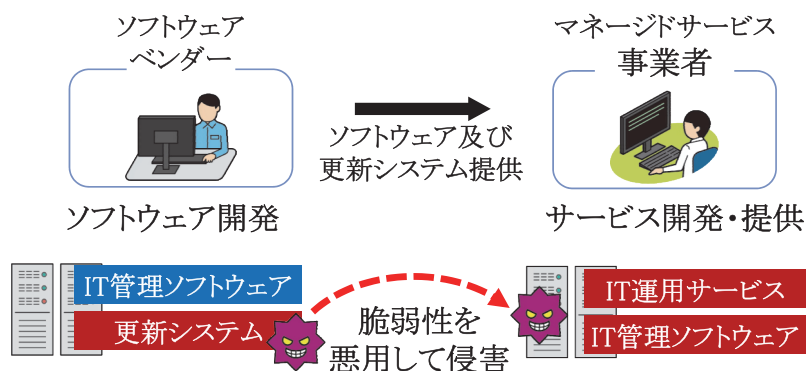 ソフトウェア
ベンダー
マネージドサービス
事業者
ソフトウェア及び
更新システム提供
ソフトウェア開発
サービス開発・提供
IT管理ソフトウェア
更新システム
脆弱性を
悪用して侵害
IT運用サービス
IT管理ソフトウェア